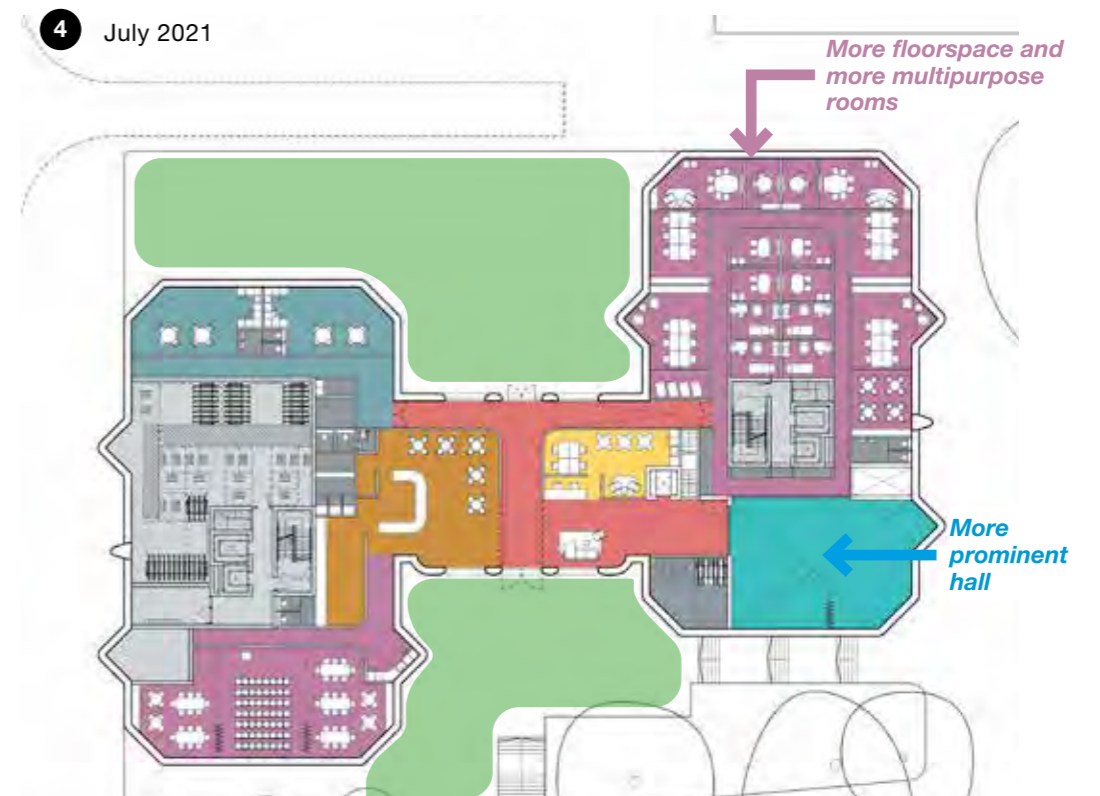 4 July 2021
More floorspace and
more multipurpose
rooms
More
prominent
hall